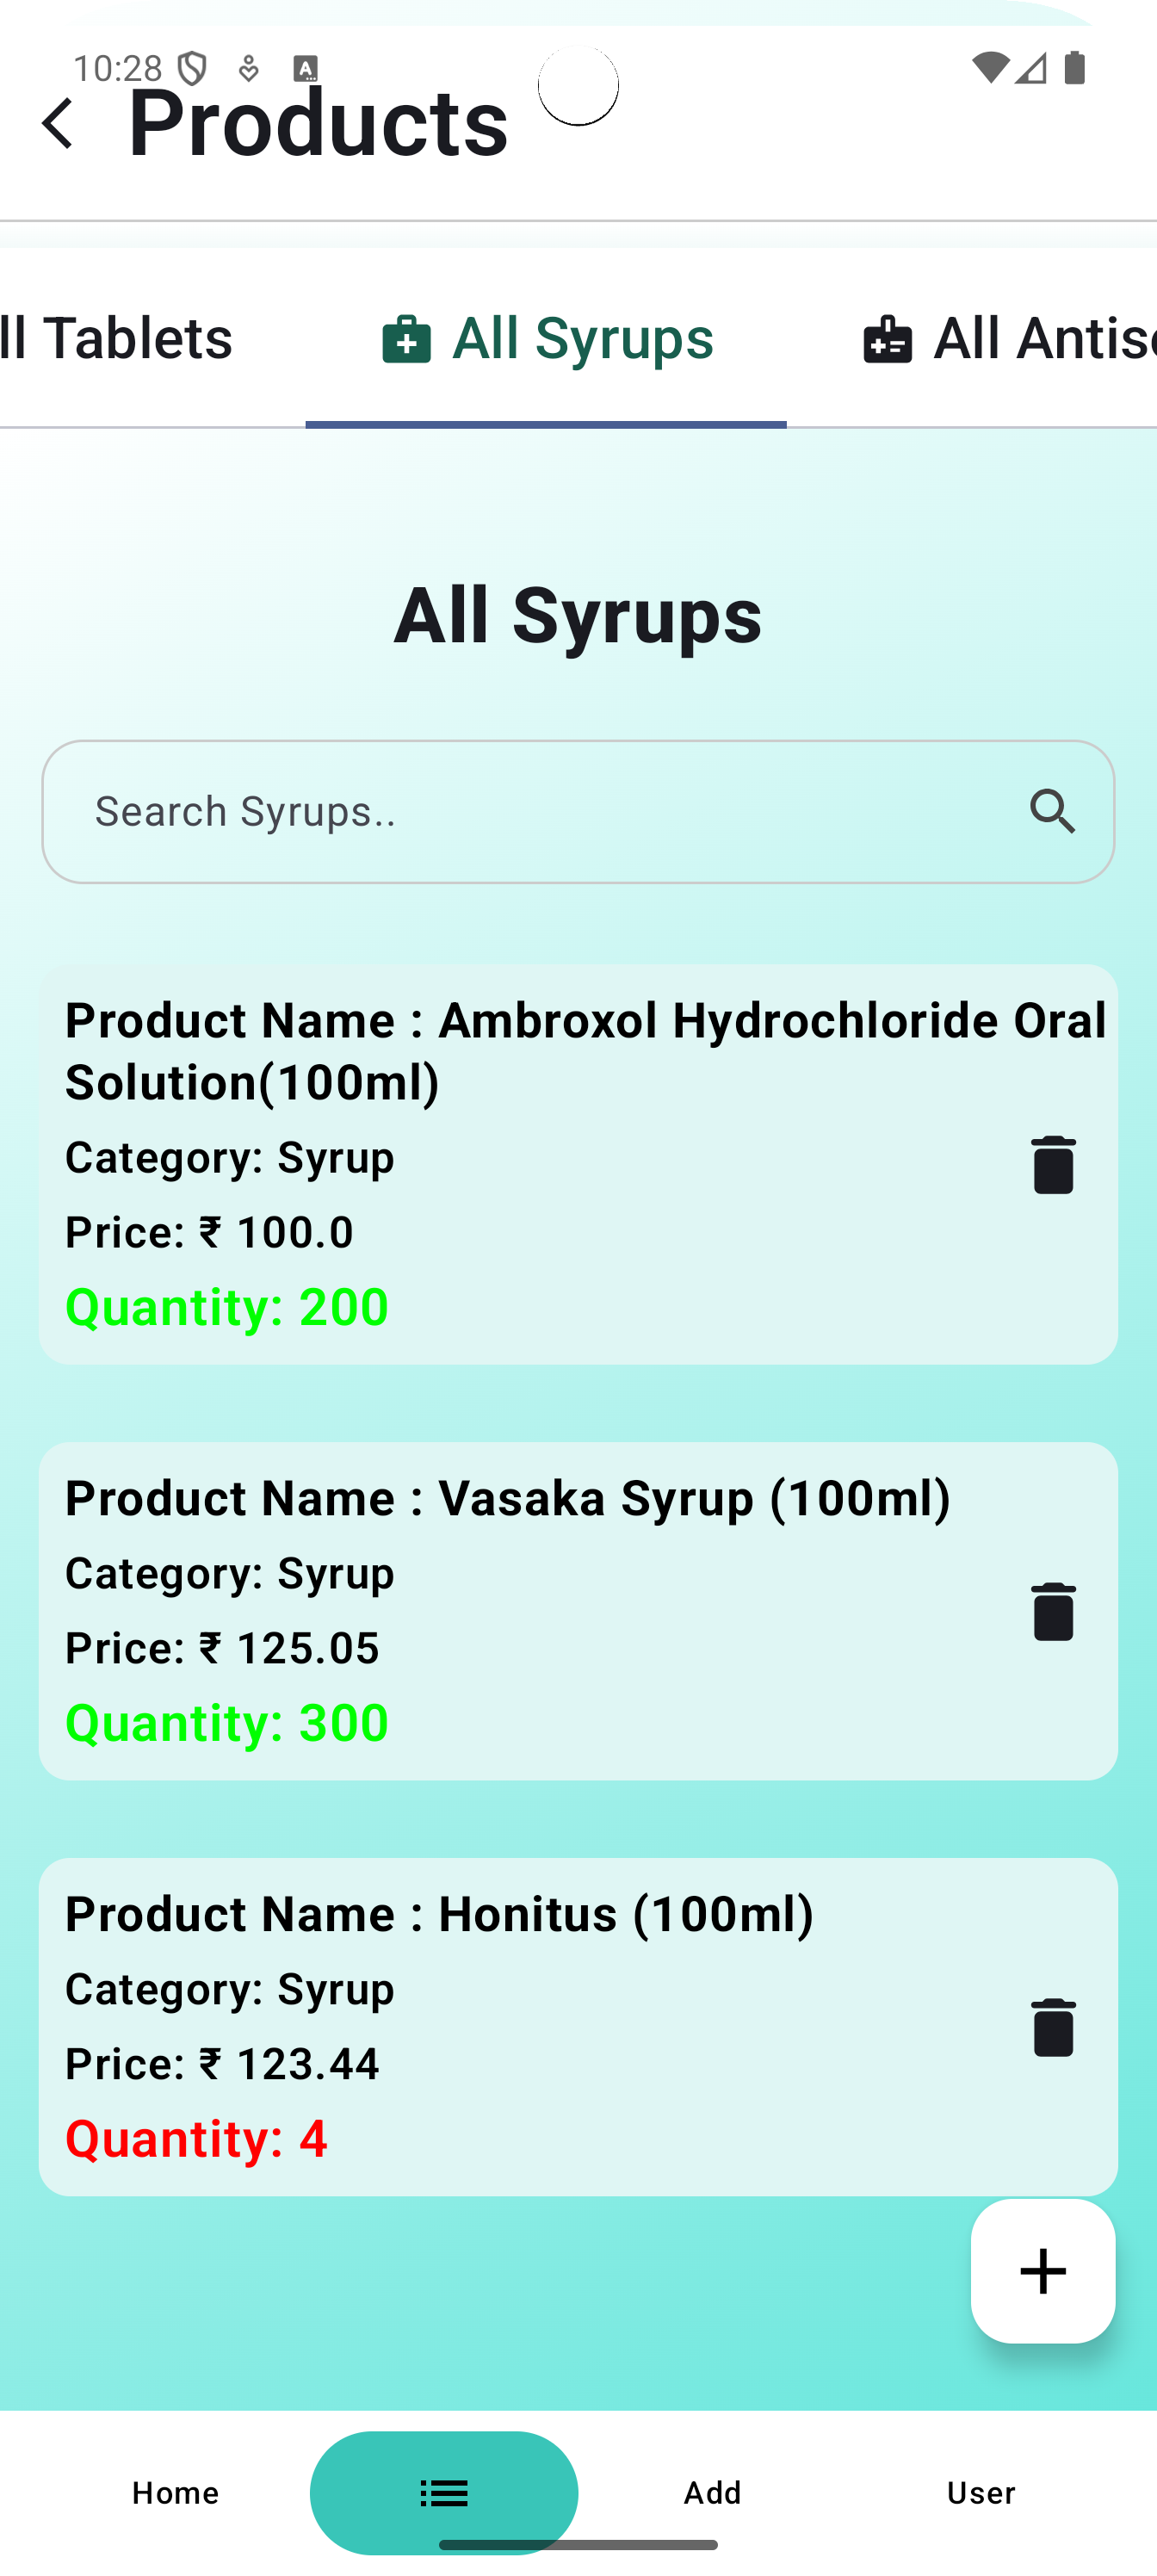 10:28
Products
ll Tablets
All Syrups
All Antis
All Syrups
Search Syrups..
Product Name : Ambroxol Hydrochloride Oral
Solution(100ml)
Category: Syrup
Price: ₹ 100.0
Quantity: 200
Product Name : Vasaka Syrup (100ml)
Category: Syrup
Price: ₹ 125.05
Quantity: 300
Product Name : Honitus (100ml)
Category: Syrup
Price: ₹ 123.44
Quantity: 4
Home
Add
User